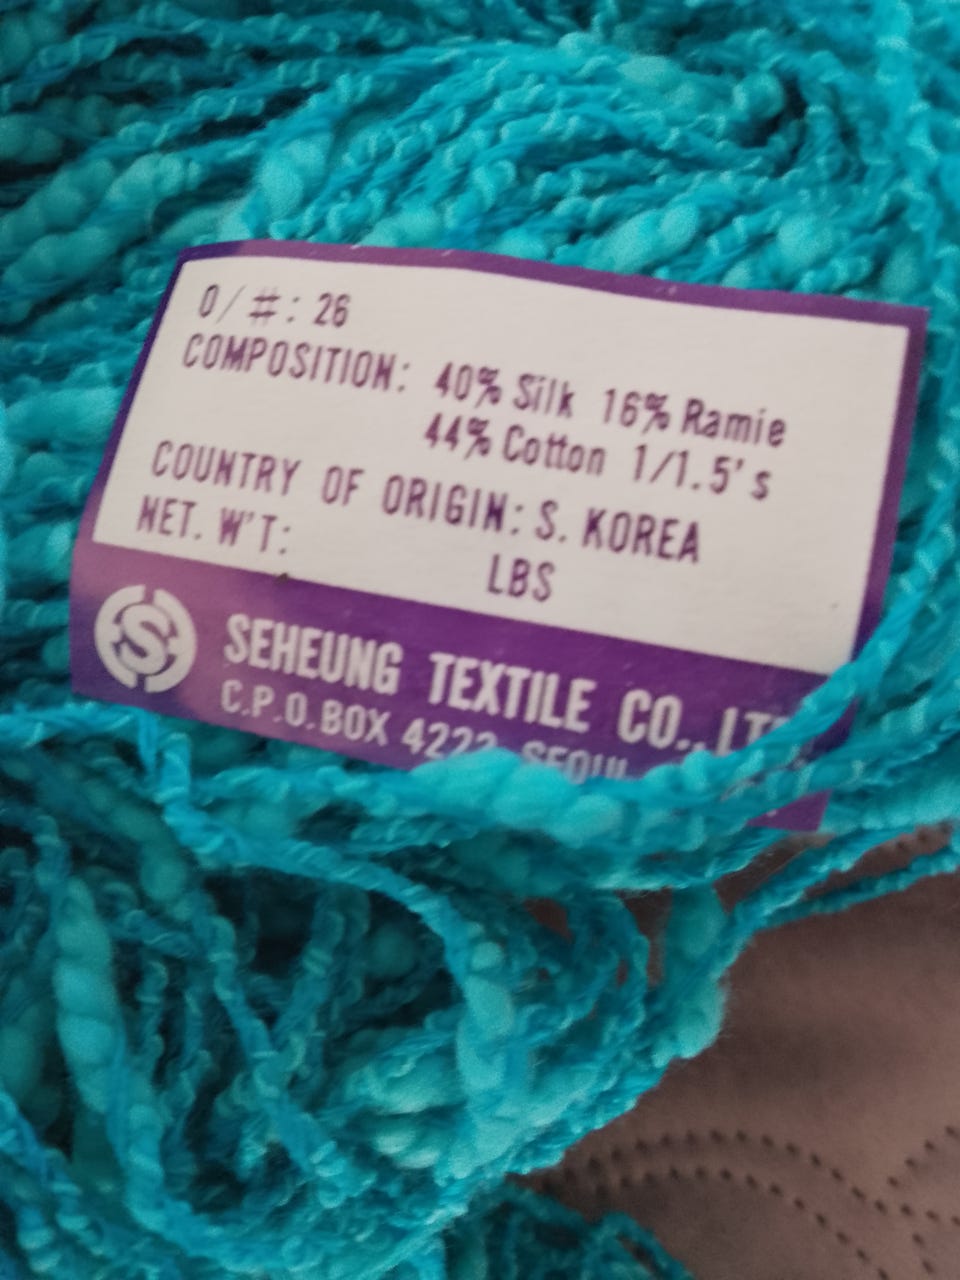 O/#: 26
COMPOSITION: 40% Silk 16% Ramie
44% Cotton 1/1.5's
COUNTRY OF ORIGIN: S. KOREA
NET. W'T: LBS
S
SEHEUNG TEXTILE CO.,
C.P.O.BOX SEOUL